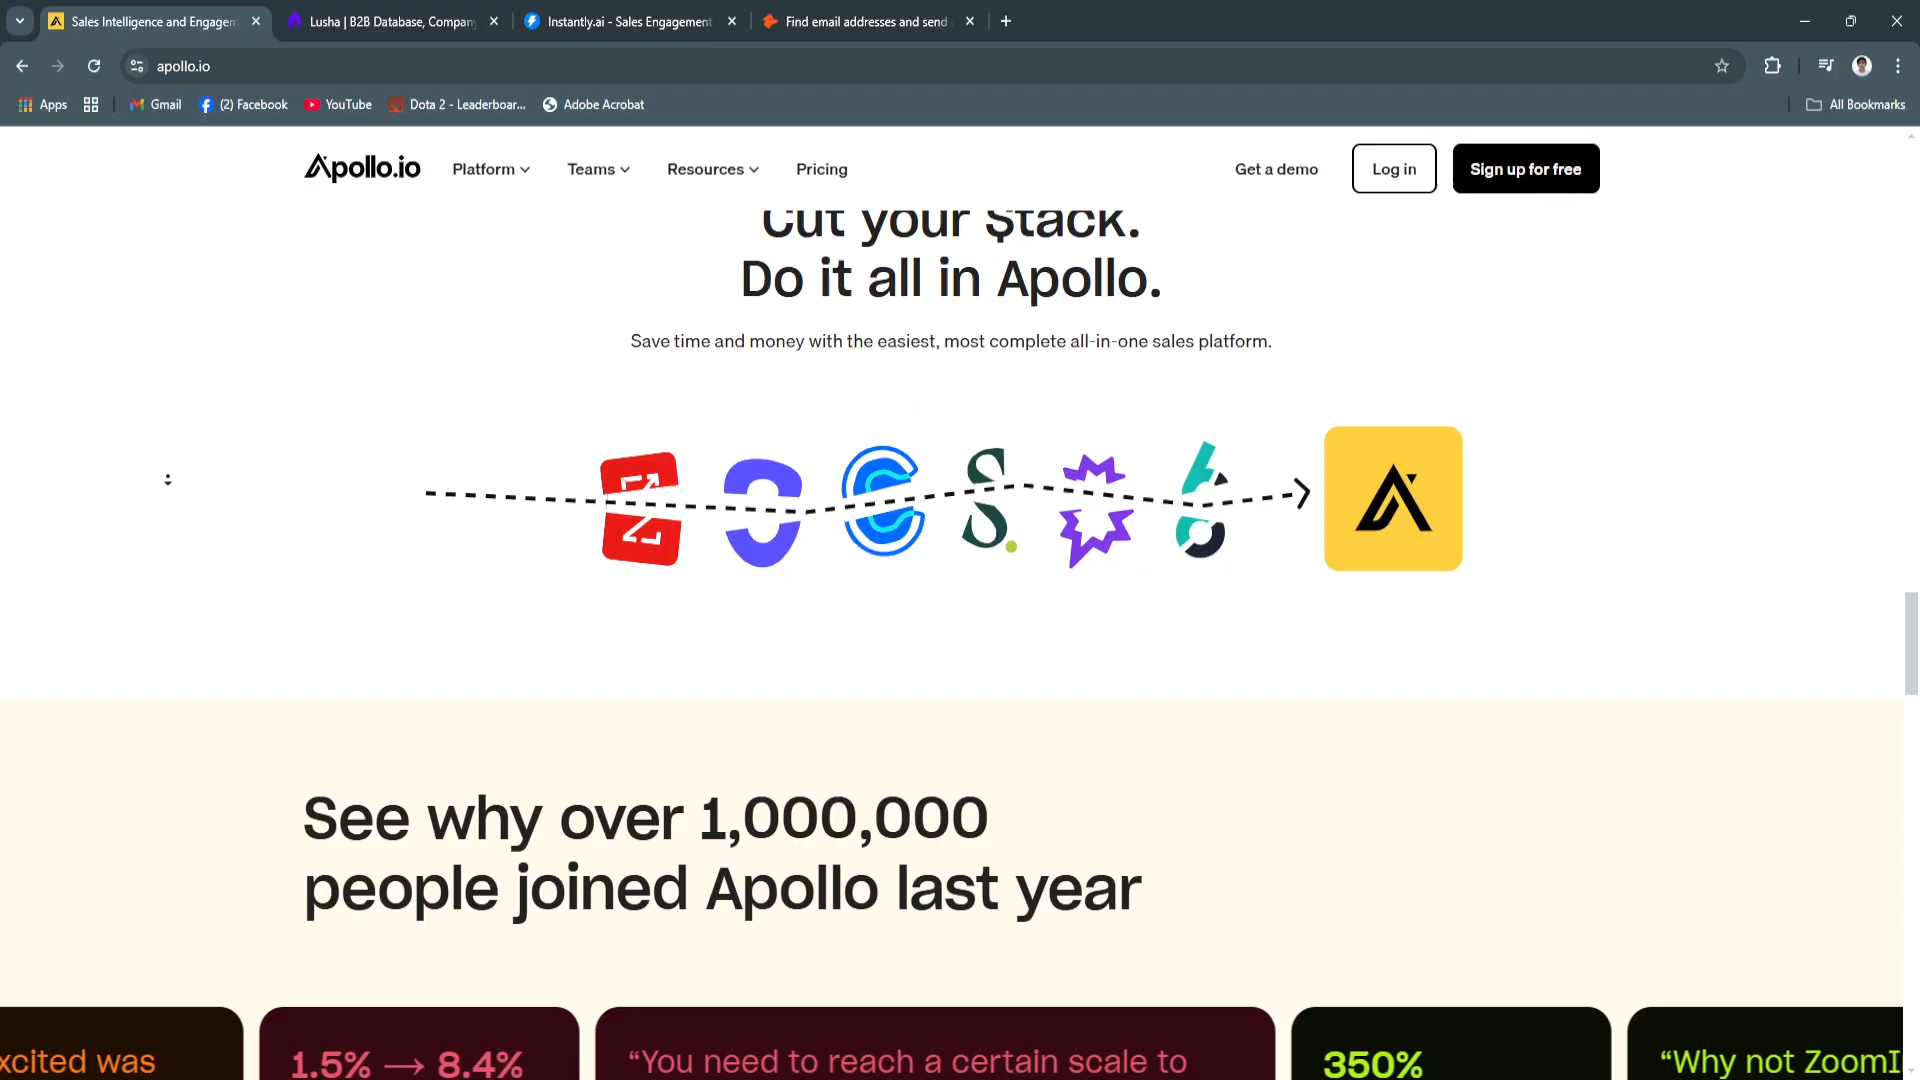 Sales Intelligence and Engagem
Lusha | B2B Database, Company
Instantly.ai - Sales Engagement
Find email addresses and send
apollo.io
Apps
Gmail
(2) Facebook
YouTube
Dota 2 - Leaderboar...
Adobe Acrobat
All Bookmarks
Apollo.io
Platform
Teams
Resources
Pricing
Get a demo
Log in
Sign up for free
Cut your $tack.
Do it all in Apollo.
Save time and money with the easiest, most complete all-in-one sales platform.
See why over 1,000,000
people joined Apollo last year
xcited was
1.5% → 8.4%
“You need to reach a certain scale to
350%
“Why not ZoomI